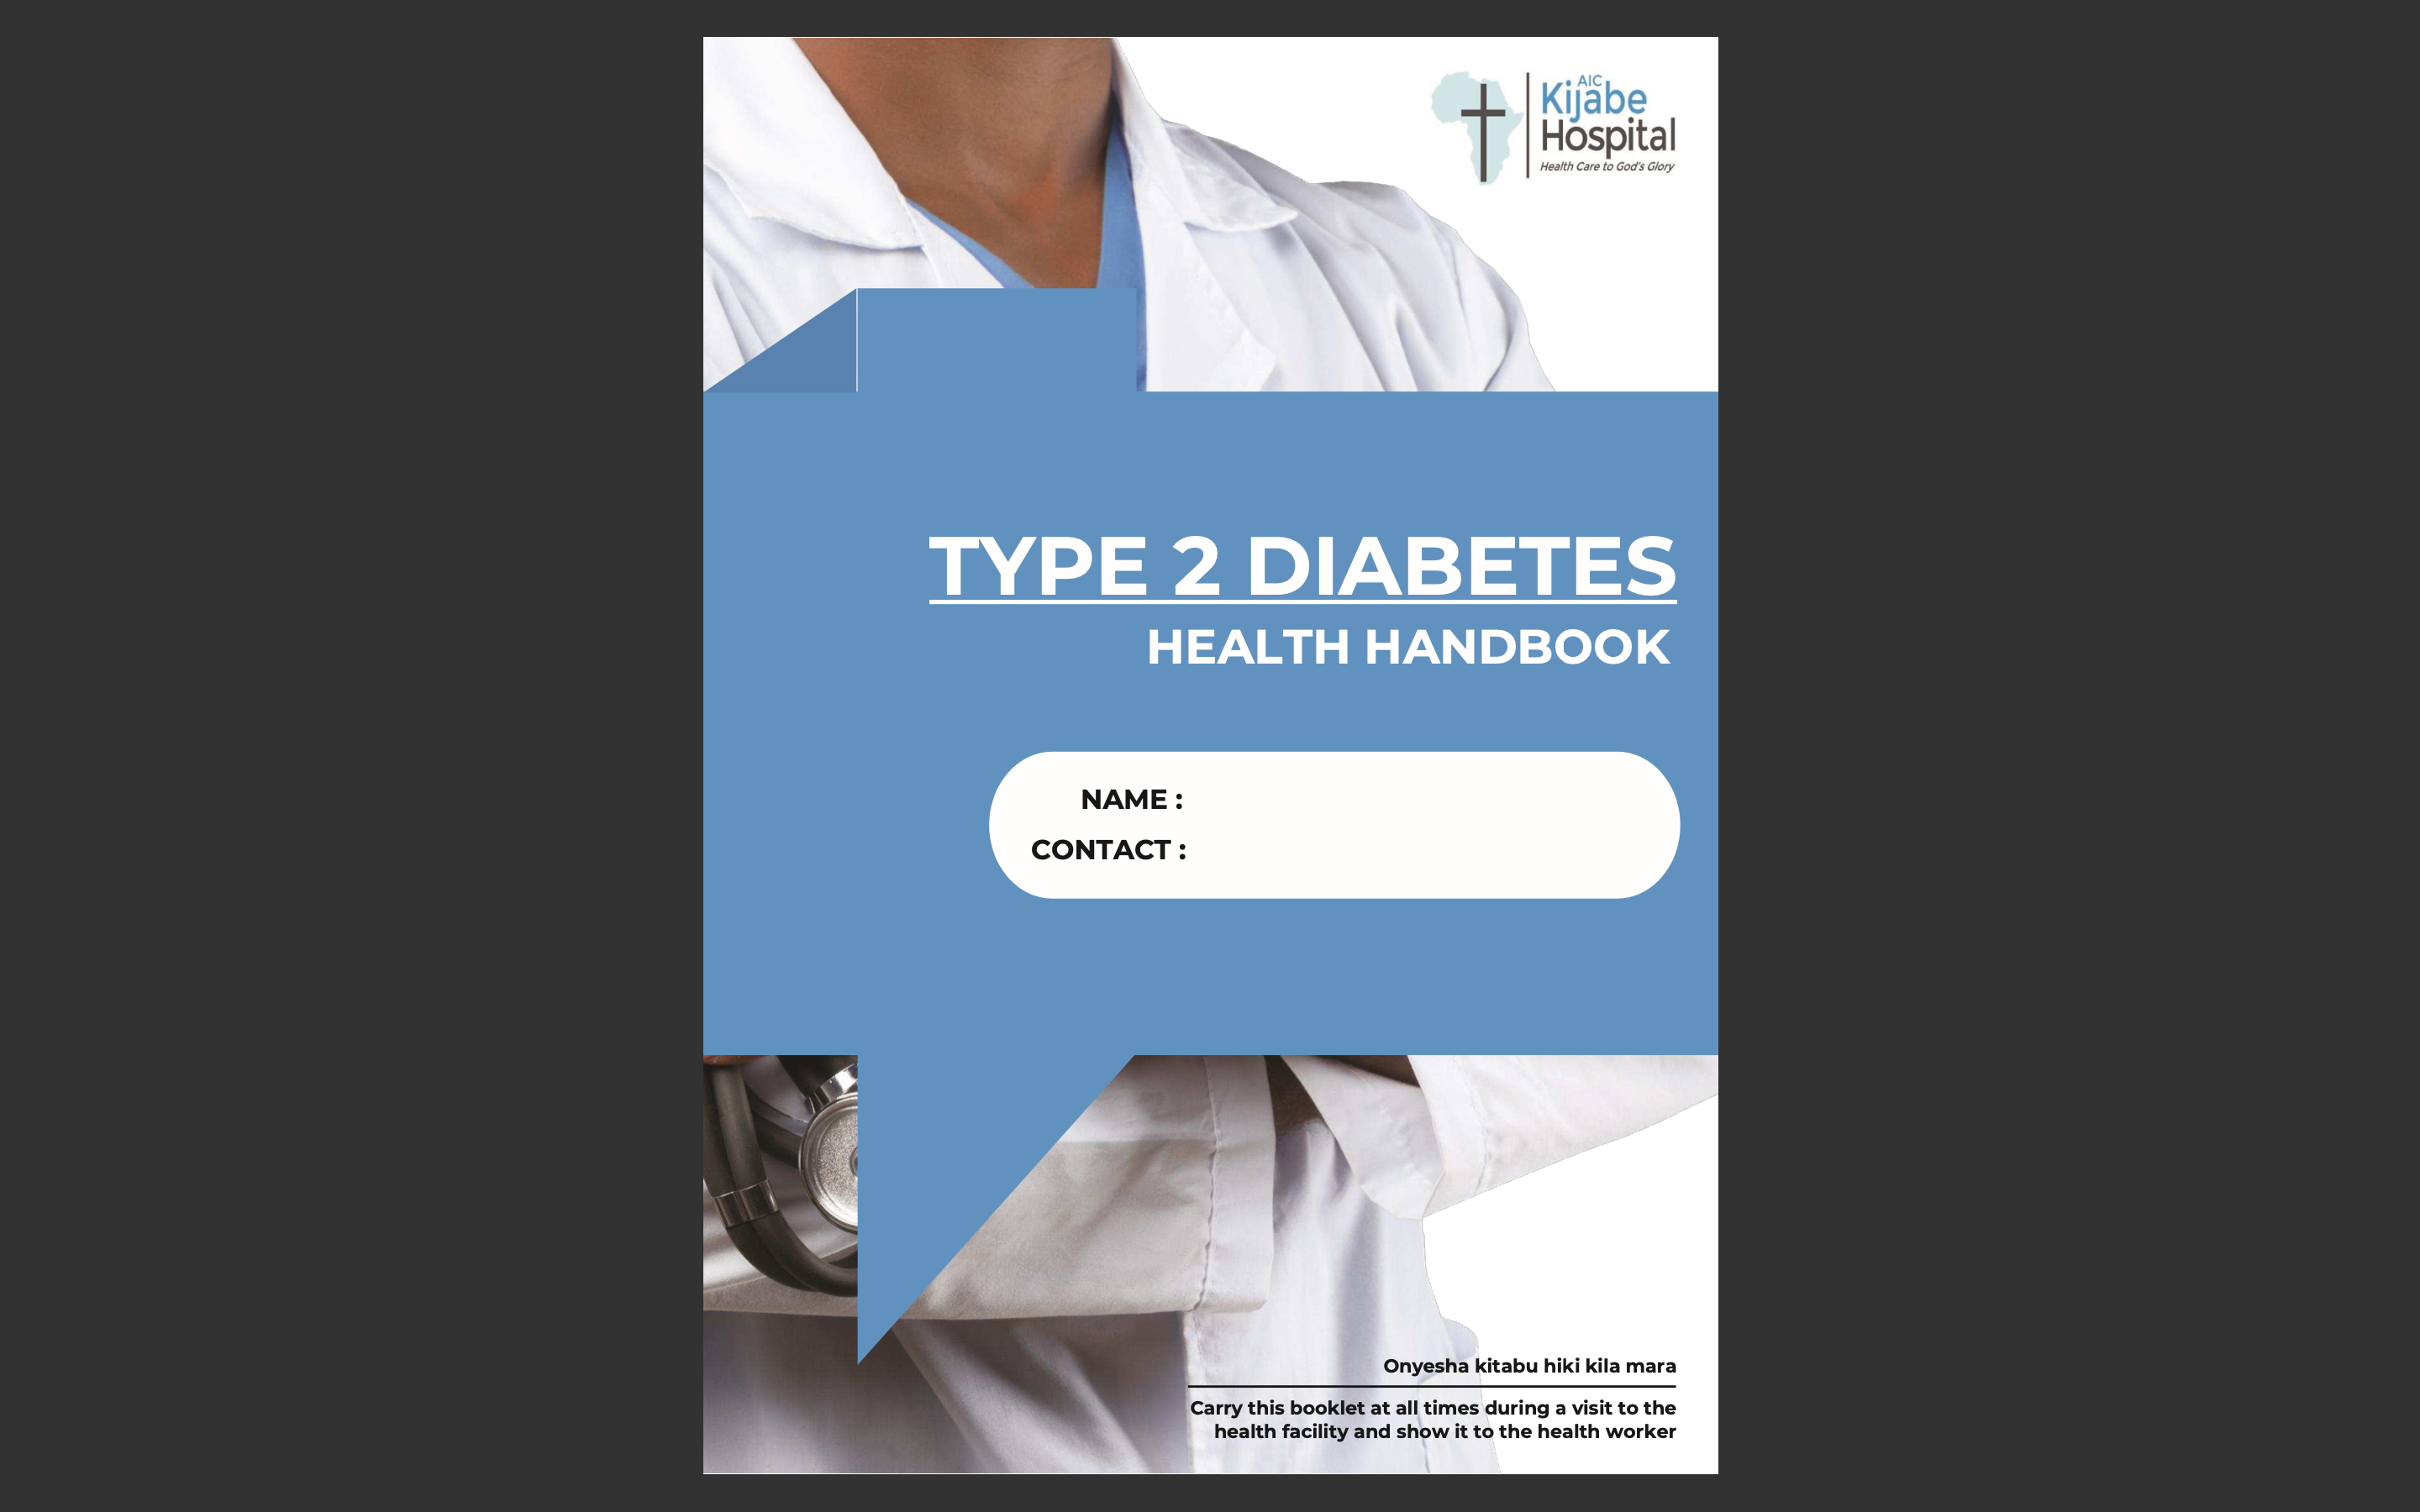 AIC
Kijabe
Hospital
Health Care to God's Glory
TYPE 2 DIABETES
HEALTH HANDBOOK
NAME :
CONTACT :
Onyesha kitabu hiki kila mara
Carry this booklet at all times during a visit to the
health facility and show it to the health worker